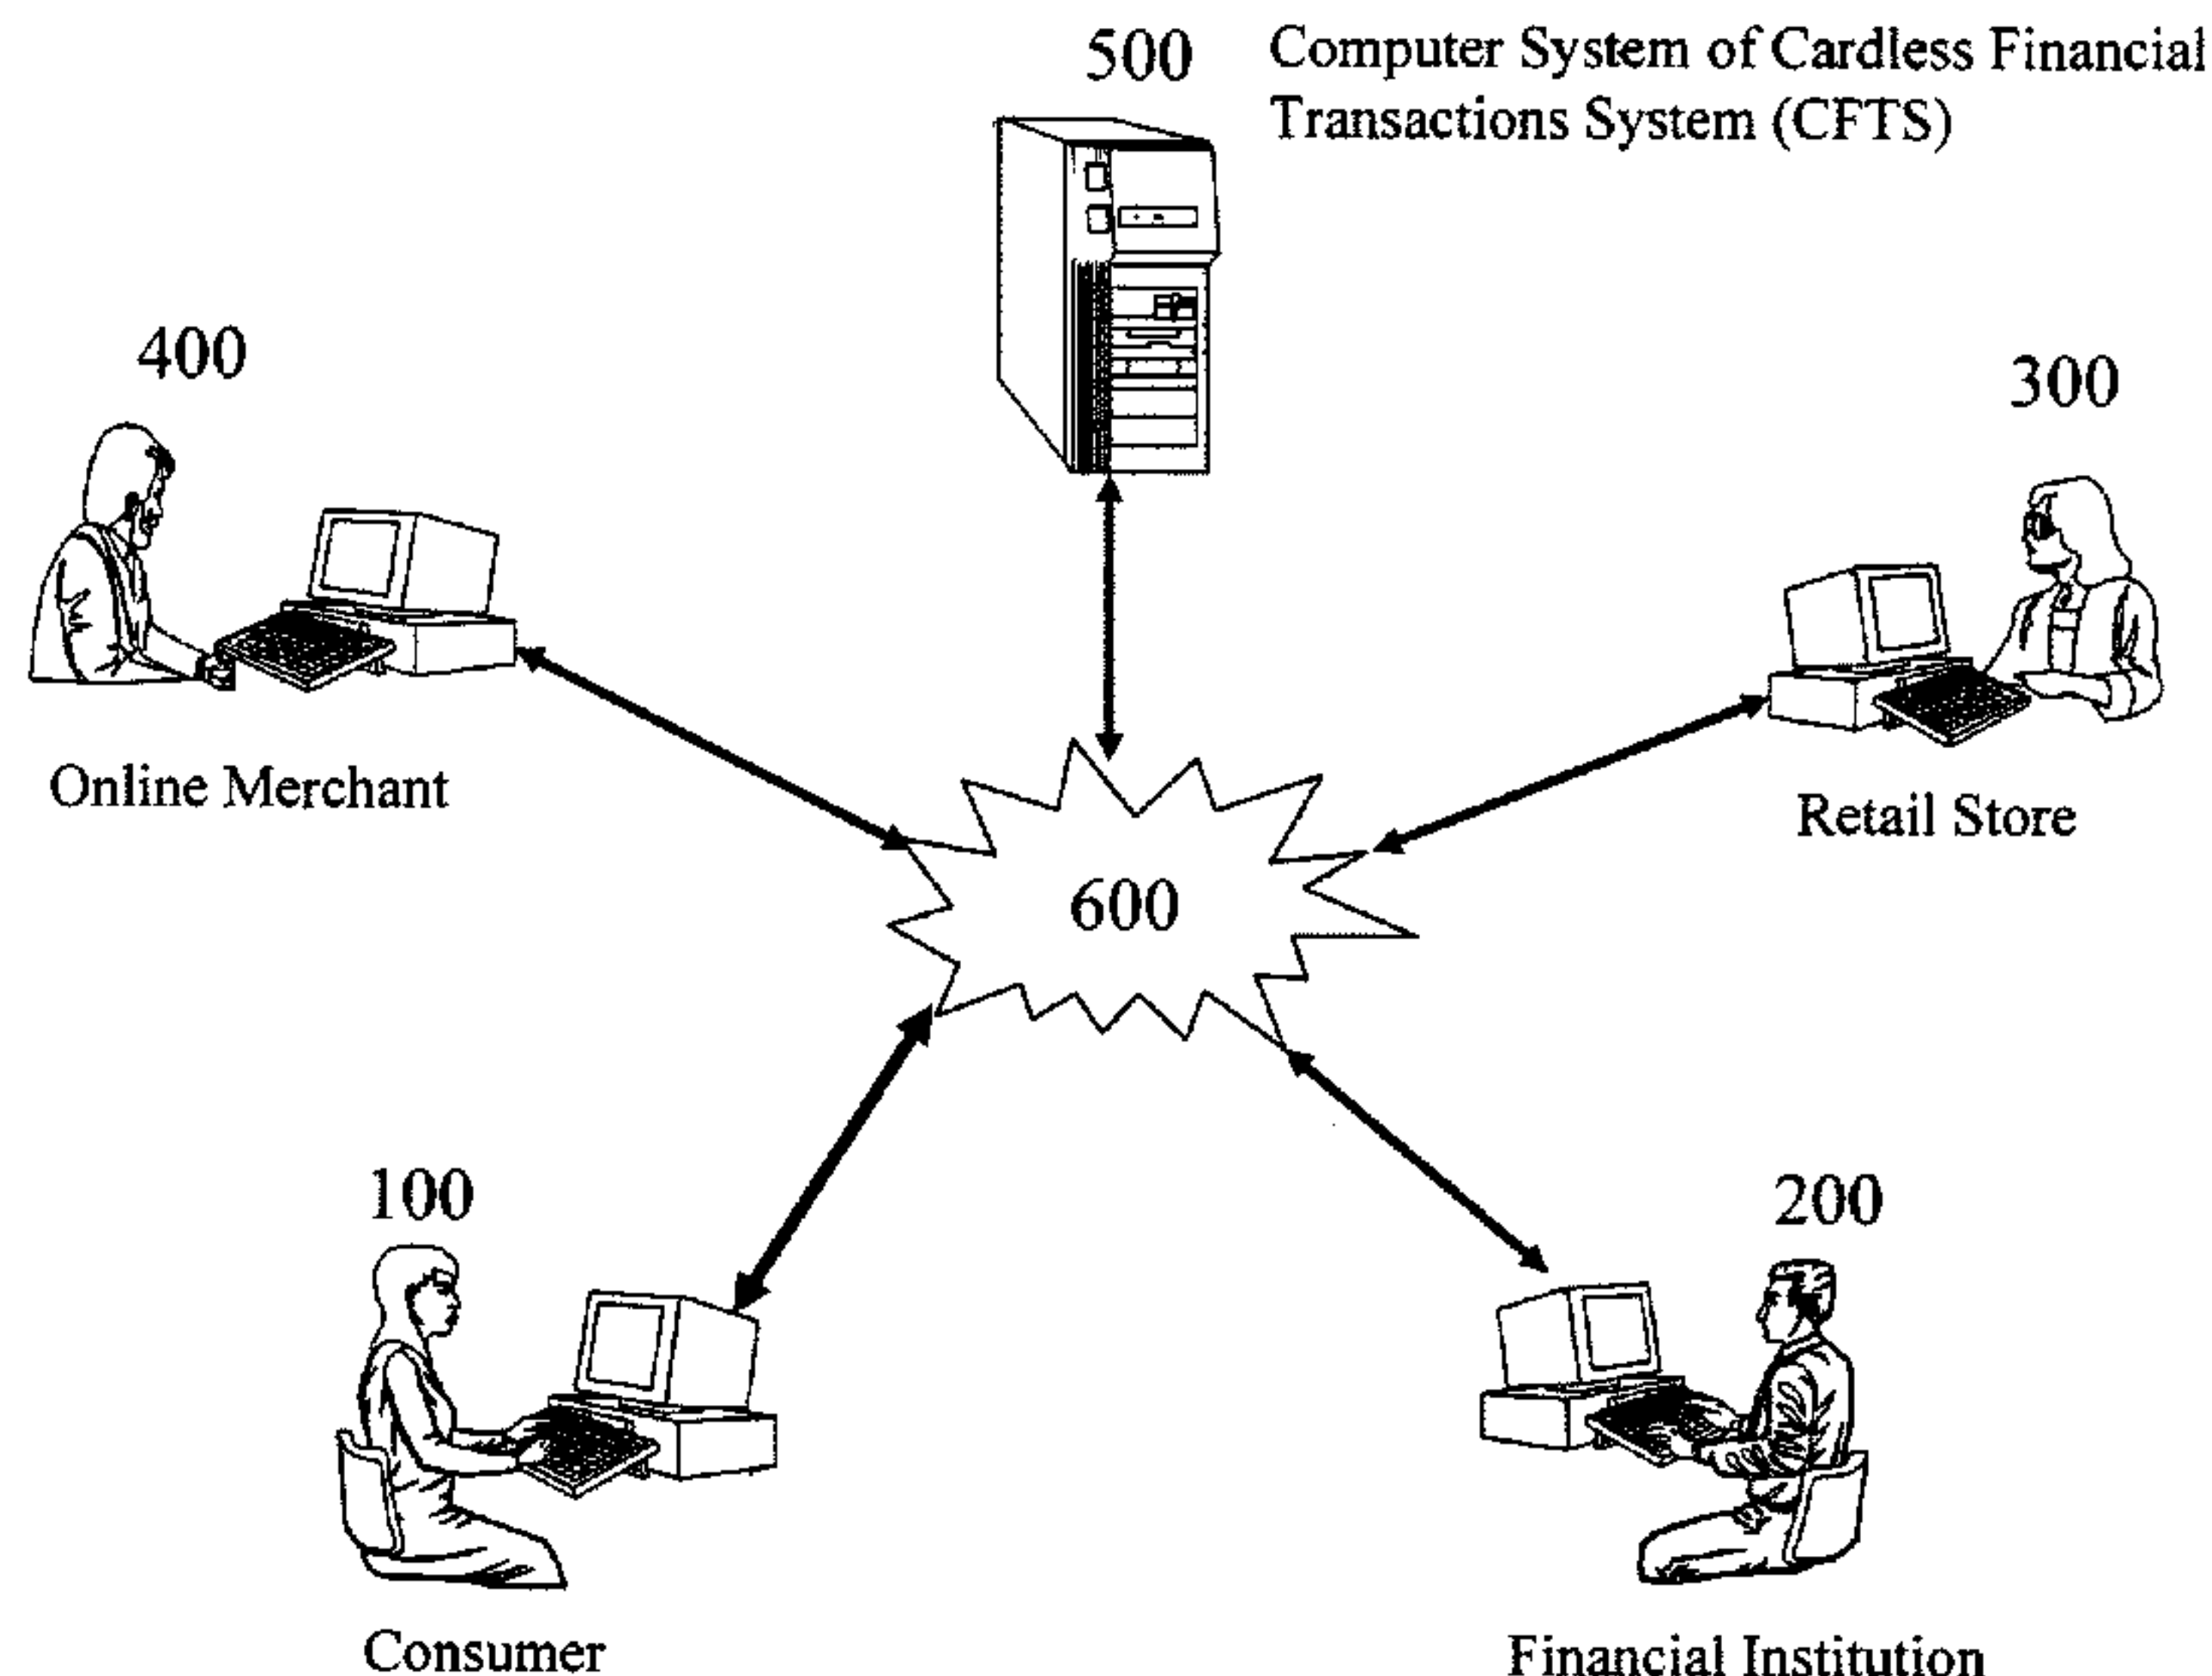 500
Computer System of Cardless Financial
Transactions System (CFTS)
400
300
Online Merchant
Retail Store
600
100
200
Consumer
Financial Institution